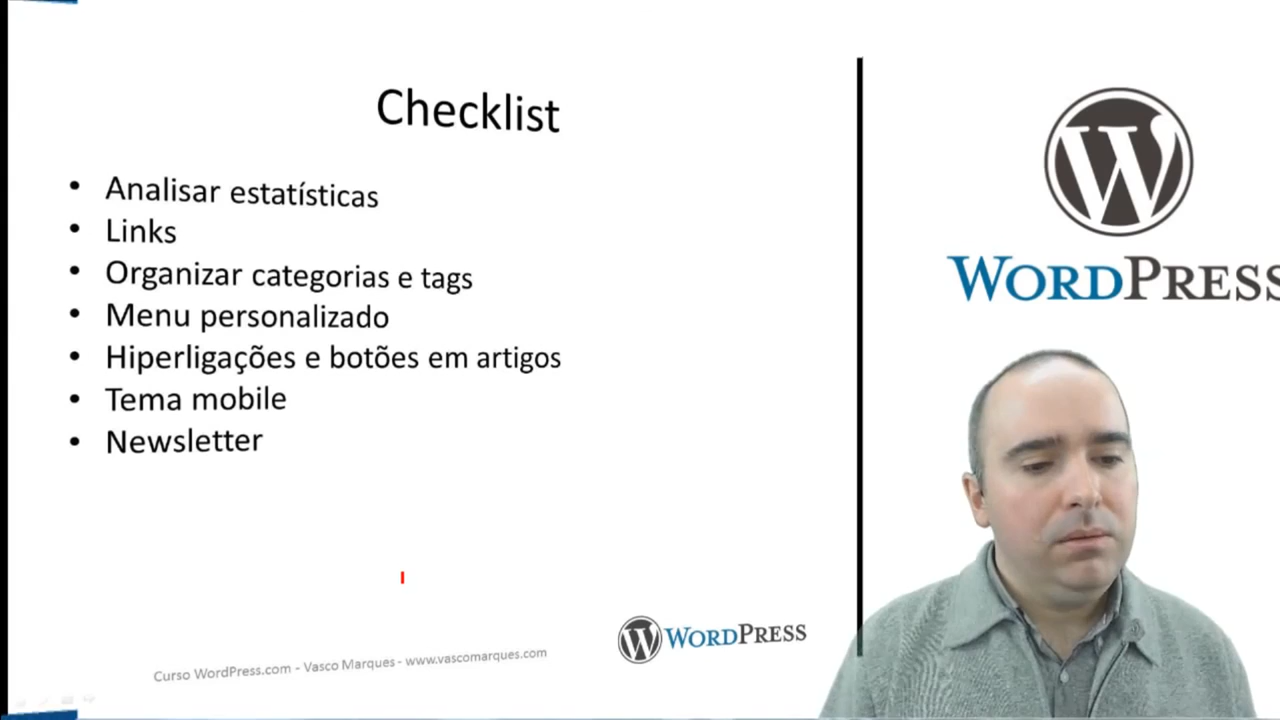 Checklist
• Analisar estatísticas
• Links
• Organizar categorias e tags
• Menu personalizado
• Hiperligações e botões em artigos
• Tema mobile
• Newsletter
Curso WordPress.com - Vasco Marques - www.vascomarques.com
WORDPRESS
WORDPRESS